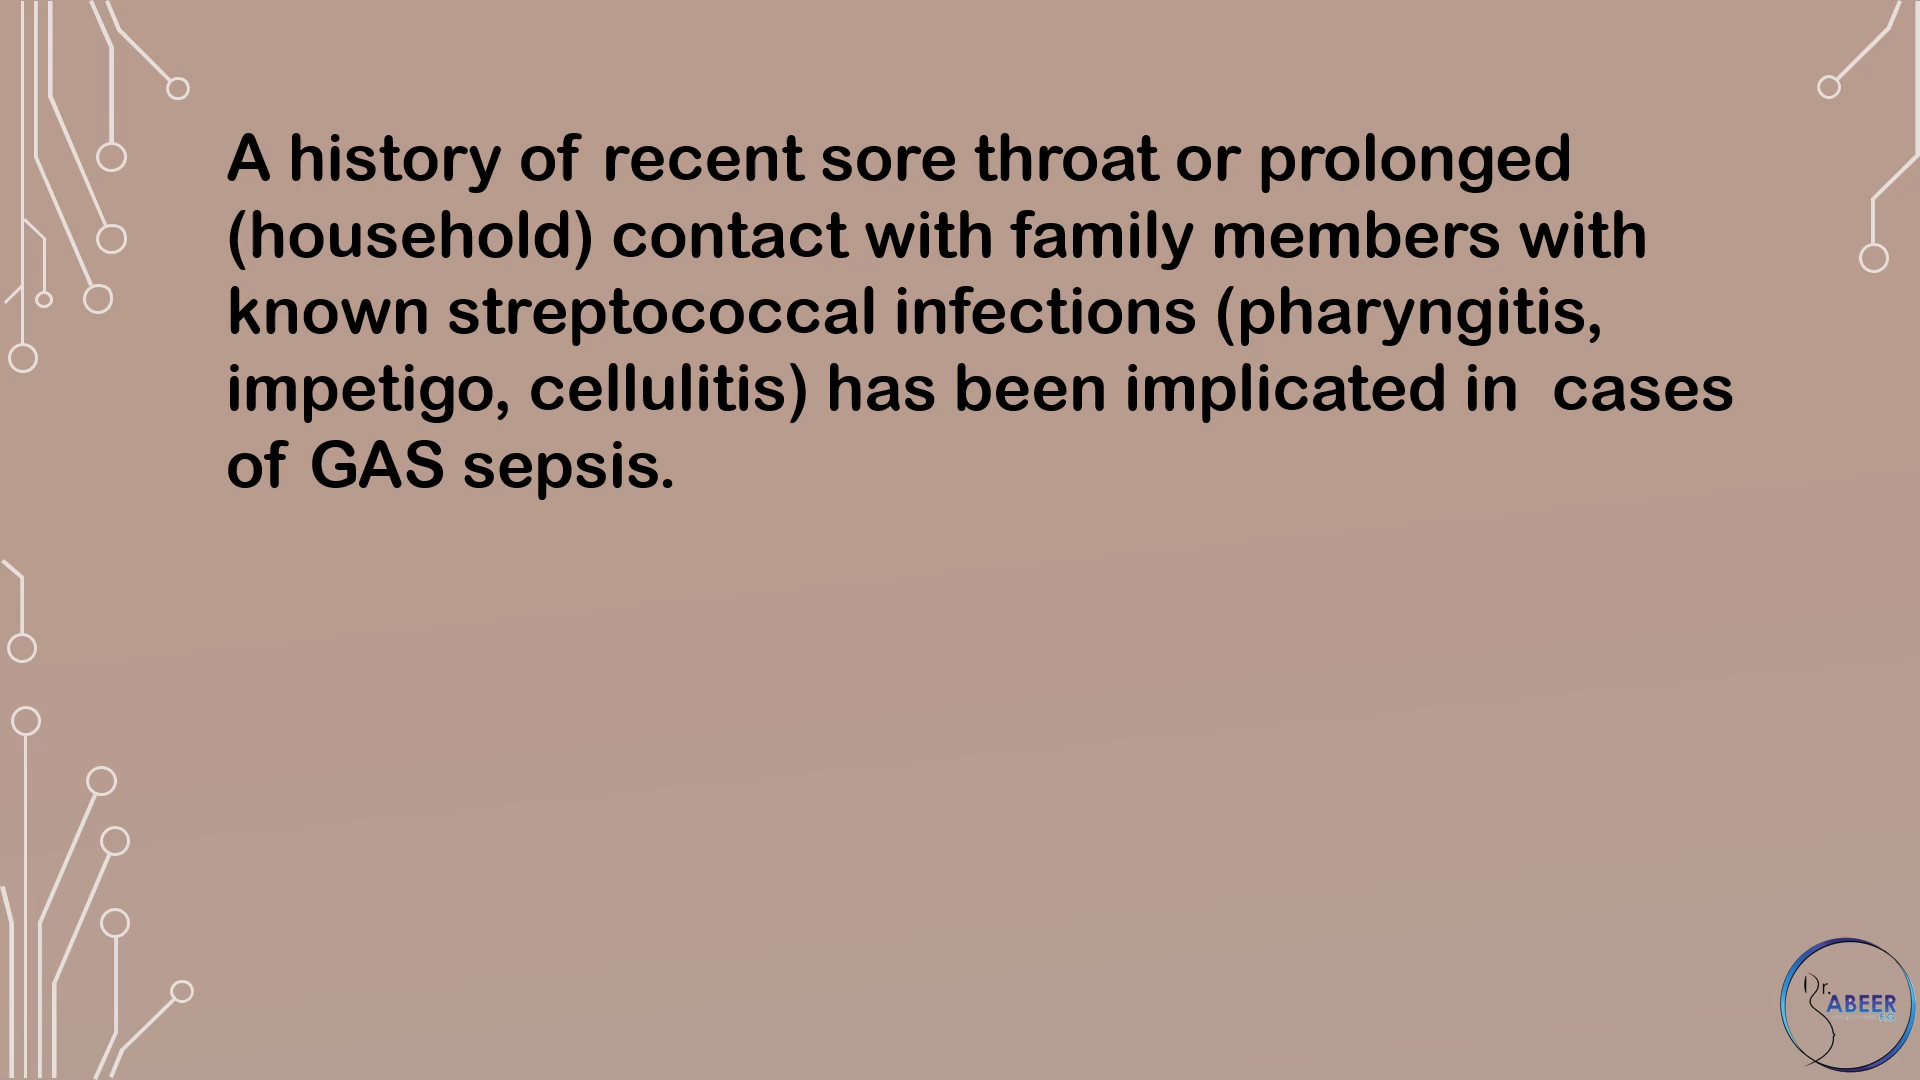 A history of recent sore throat or prolonged
(household) contact with family members with
known streptococcal infections (pharyngitis,
impetigo, cellulitis) has been implicated in  cases
of GAS sepsis.
Dr.
ABEER
F.G.